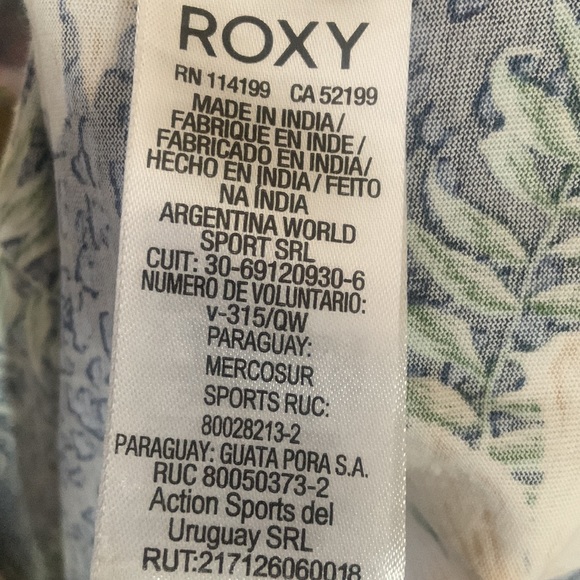 ROXY
RN 114199 CA 52199
MADE IN INDIA/
FABRIQUE EN INDE/
FABRICADO EN INDIA/
HECHO EN INDIA/ FEITO
NA ÍNDIA
ARGENTINA WORLD
SPORT SRL
CUIT: 30-69120930-6
NUMERO DE VOLUNTARIO:
v-315/QW
PARAGUAY:
MERCOSUR
SPORTS RUC:
80028213-2
PARAGUAY: GUATA PORA S.A.
RUC 80050373-2
Action Sports del
Uruguay SRL
RUT:217126060018